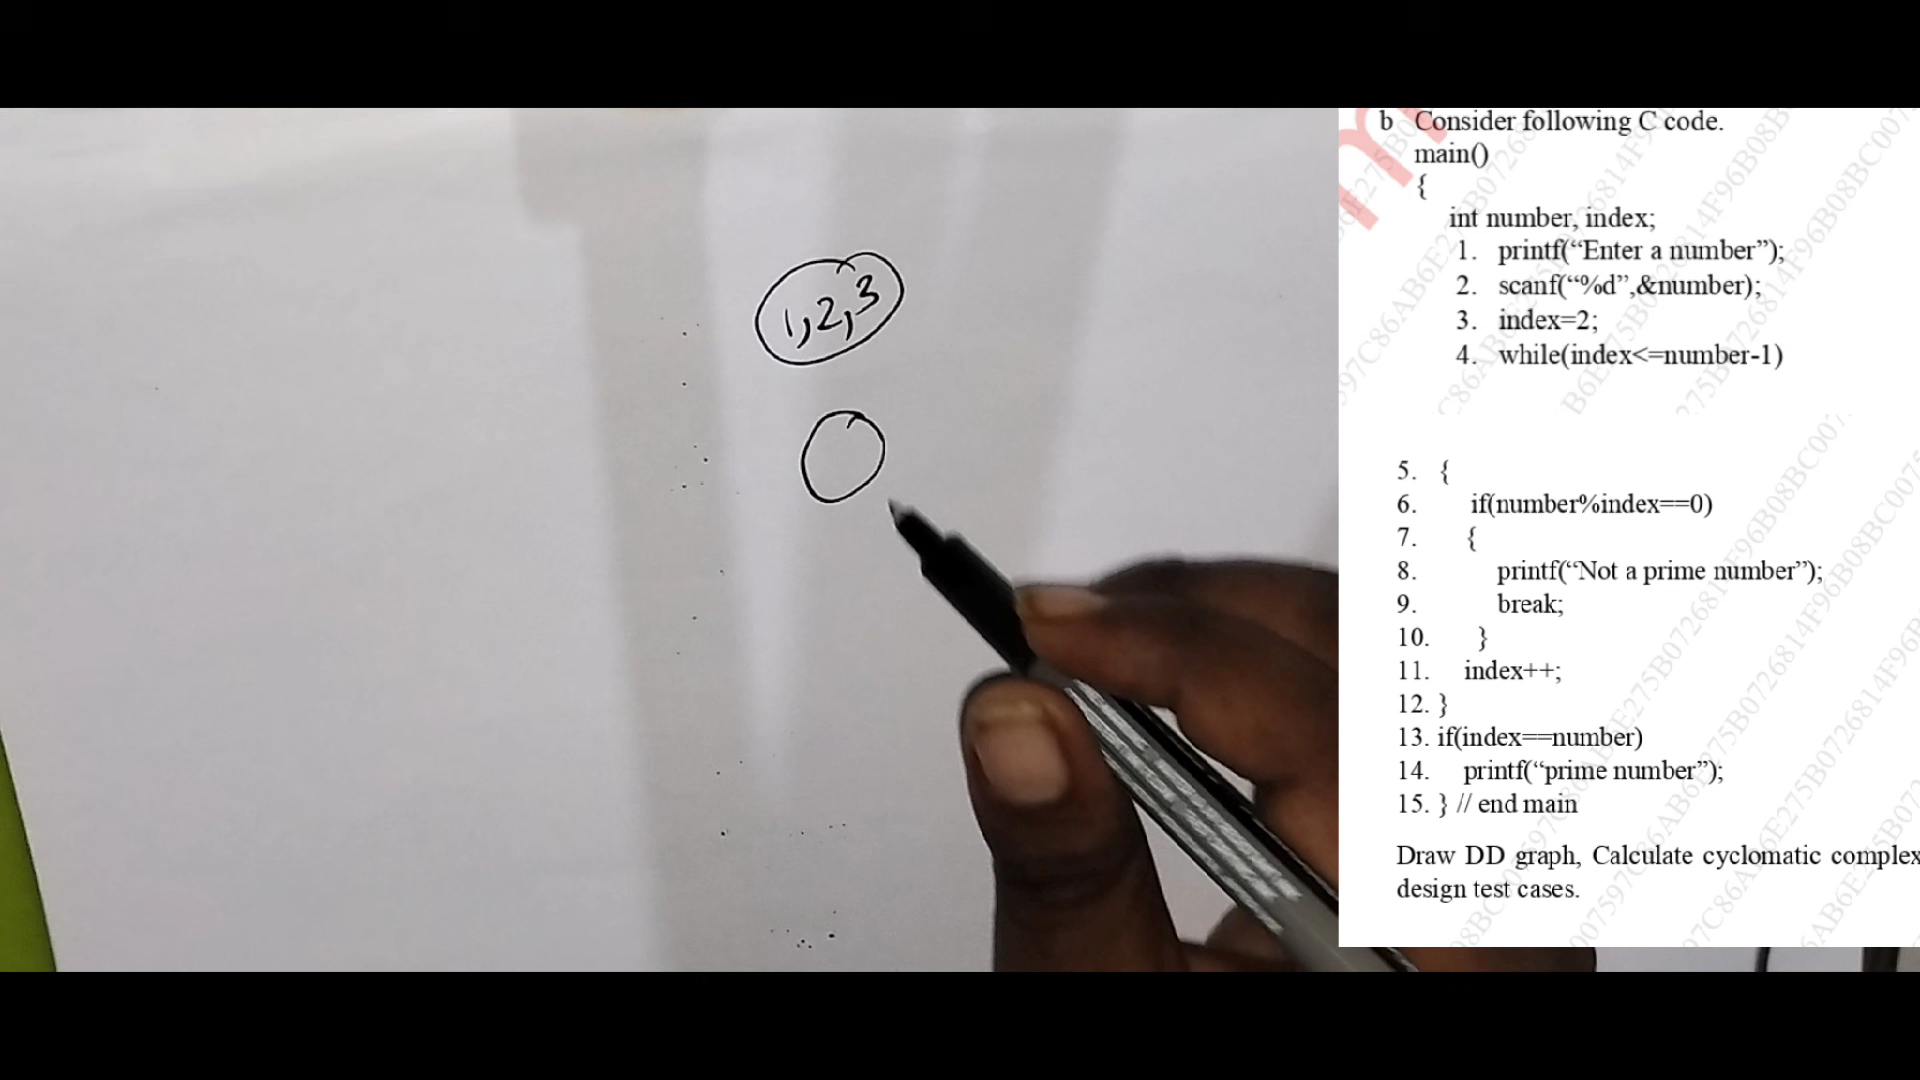 1,2,3
b Consider following C code.
main()
{
int number, index;
1. printf(“Enter a number”);
2. scanf(“%d”,&number);
3. index=2;
4. while(index<=number-1)
5. {
6. if(number%index==0)
7. {
8. printf(“Not a prime number”);
9. break;
10. }
11. index++;
12. }
13. if(index==number)
14. printf(“prime number”);
15. } // end main
Draw DD graph, Calculate cyclomatic complex
design test cases.